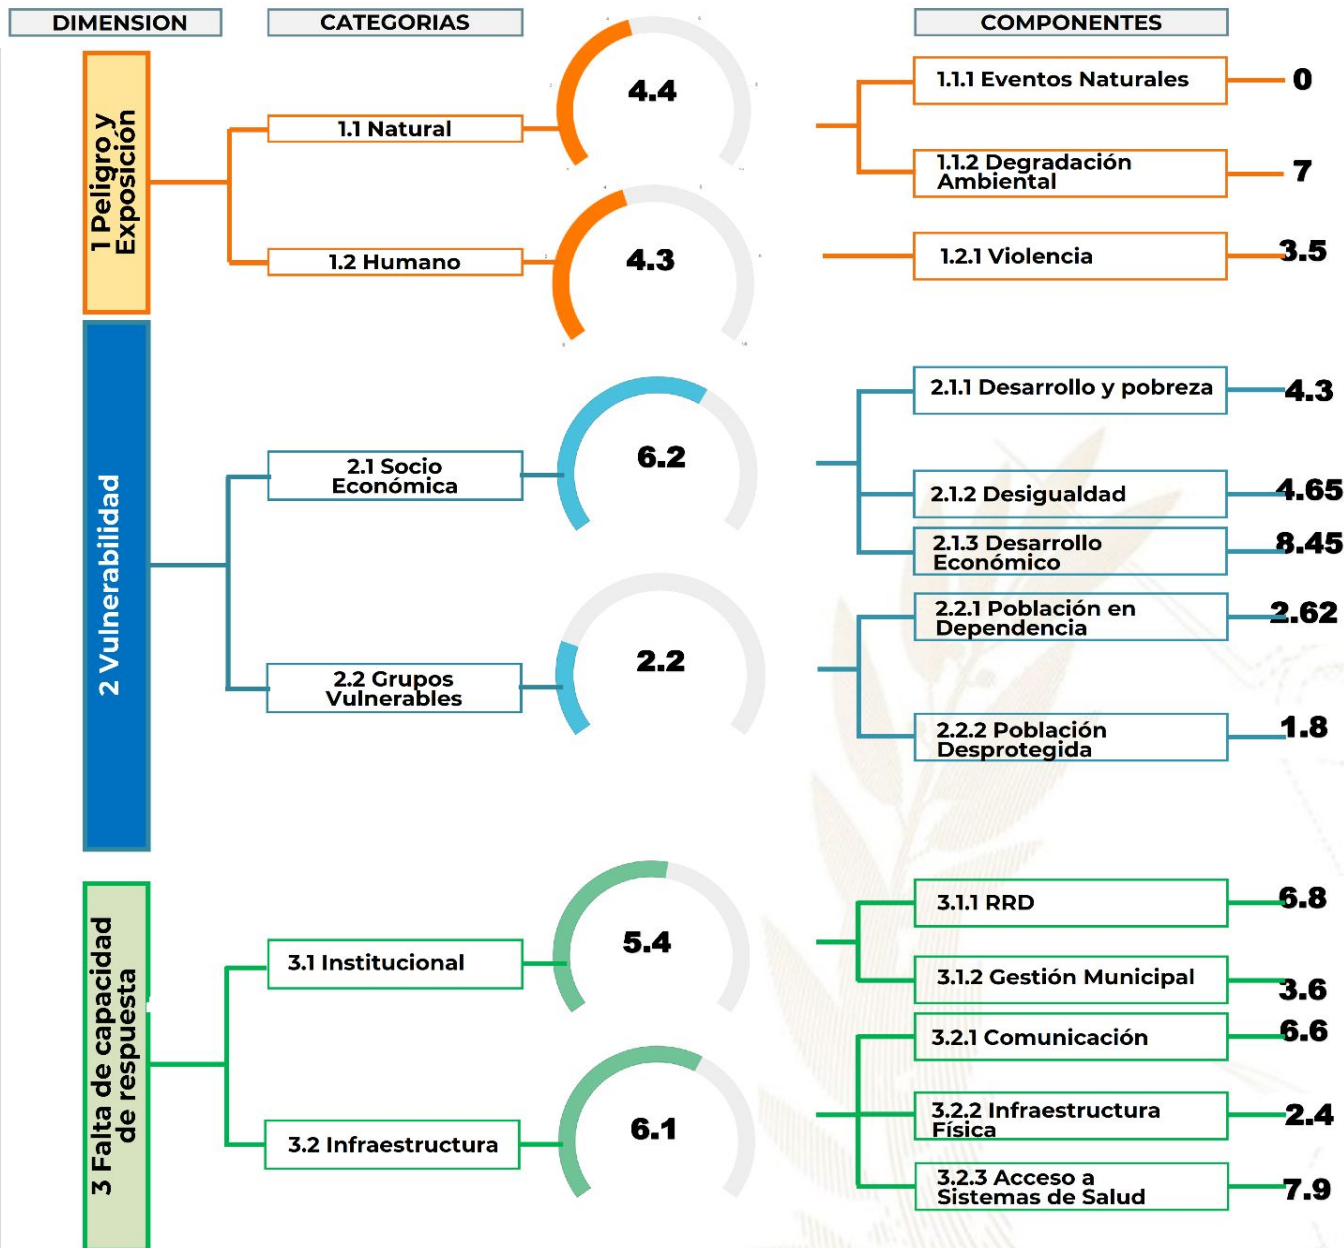 DIMENSION
CATEGORIAS
COMPONENTES
1 Peligro y
Exposición
1.1 Natural
4.4
1.1.1 Eventos Naturales
0
1.1.2 Degradación
Ambiental
7
1.2 Humano
4.3
1.2.1 Violencia
3.5
2 Vulnerabilidad
2.1 Socio
Económica
6.2
2.1.1 Desarrollo y pobreza
4.3
2.1.2 Desigualdad
4.65
2.1.3 Desarrollo
Económico
8.45
2.2 Grupos
Vulnerables
2.2
2.2.1 Población en
Dependencia
2.62
2.2.2 Población
Desprotegida
1.8
3 Falta de capacidad
de respuesta
3.1 Institucional
5.4
3.1.1 RRD
6.8
3.1.2 Gestión Municipal
3.6
3.2 Infraestructura
6.1
3.2.1 Comunicación
6.6
3.2.2 Infraestructura
Física
2.4
3.2.3 Acceso a
Sistemas de Salud
7.9